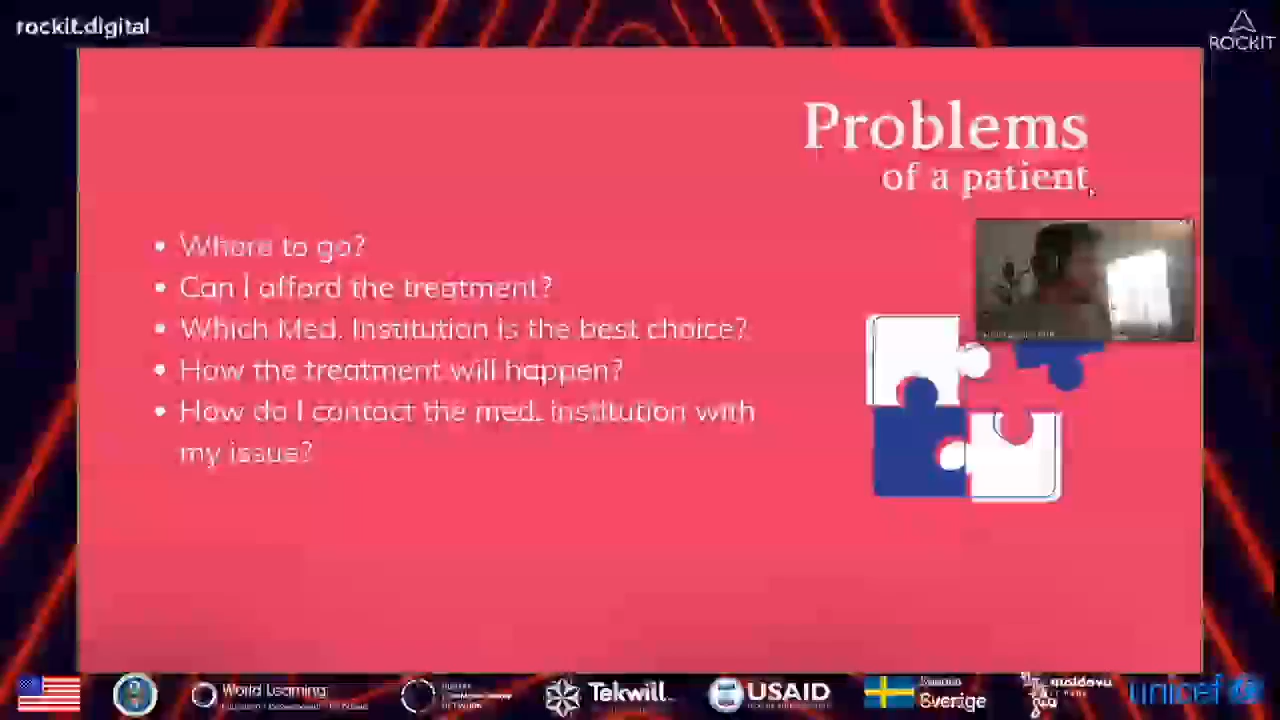 rockit.digital
ROCKIT
Problems
of a patient
• Where to go?
• Can I afford the treatment?
• Which Med. Institution is the best choice?
• How the treatment will happen?
• How do I contact the med. institution with
my issue?
World Learning
Tekwill
USAID
Sverige
moldova
unicef